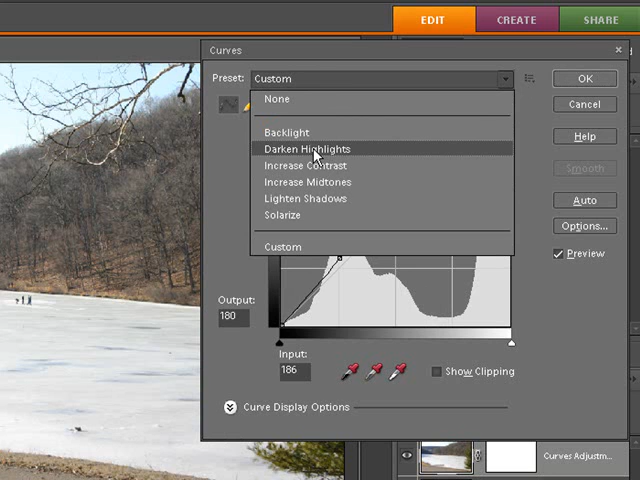 EDIT
CREATE
SHARE
Curves
Preset: Custom
OK
None
Cancel
Backlight
Help
Darken Highlights
Increase Contrast
Smooth
Increase Midtones
Lighten Shadows
Auto
Solarize
Options...
Custom
Preview
Output:
180
Input:
186
Show Clipping
Curve Display Options
Curves Adjustm...